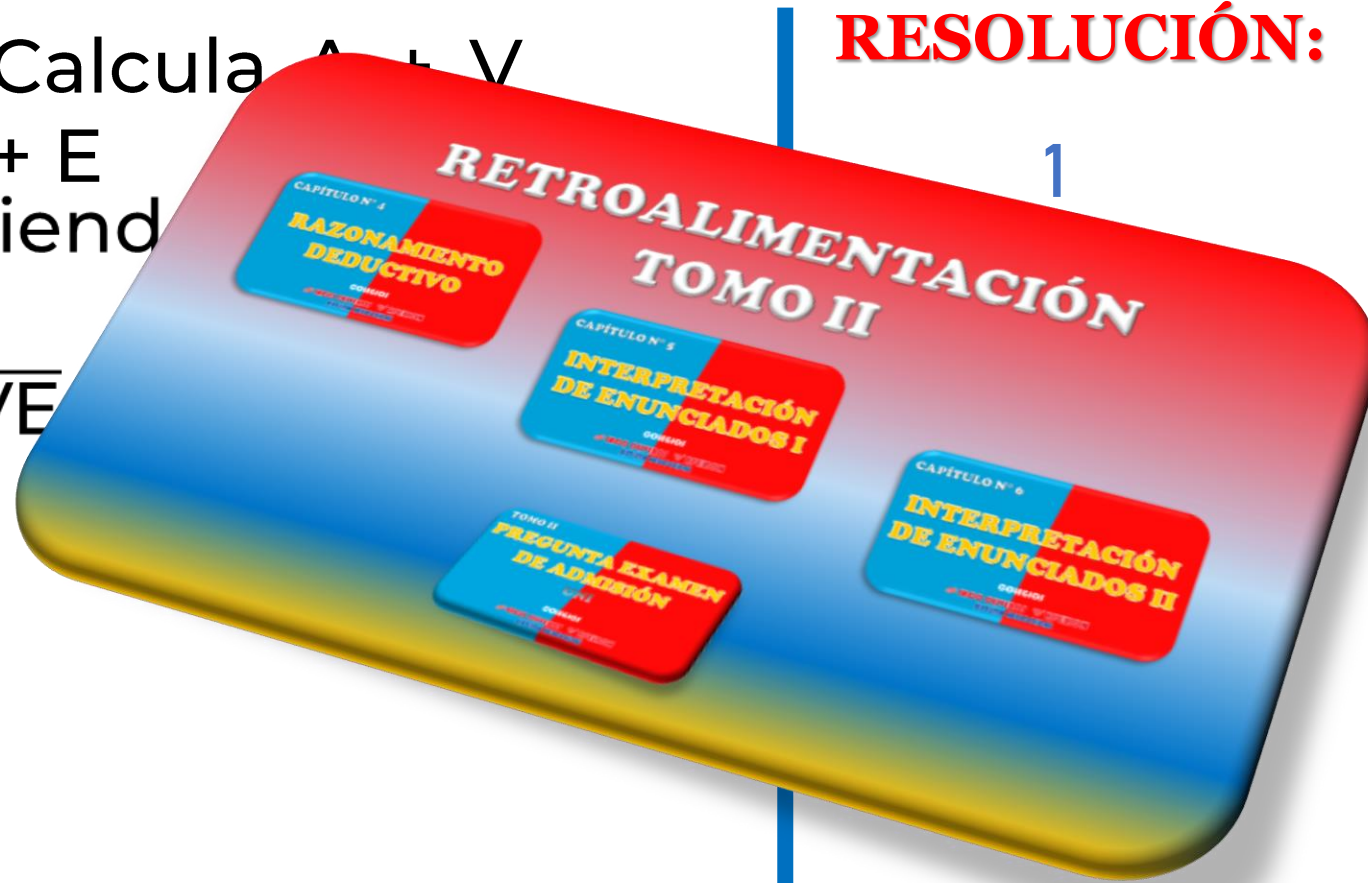 Calcula A + V
+ E
iend
VE
RESOLUCIÓN:
1
RETROALIMENTACIÓN
TOMO II
CAPÍTULO N° 4
RAZONAMIENTO
DEDUCTIVO
CAPÍTULO N° 5
INTERPRETACIÓN
DE ENUNCIADOS I
CAPÍTULO N° 6
INTERPRETACIÓN
DE ENUNCIADOS II
TOMO II
PREGUNTA EXAMEN
DE ADMISIÓN